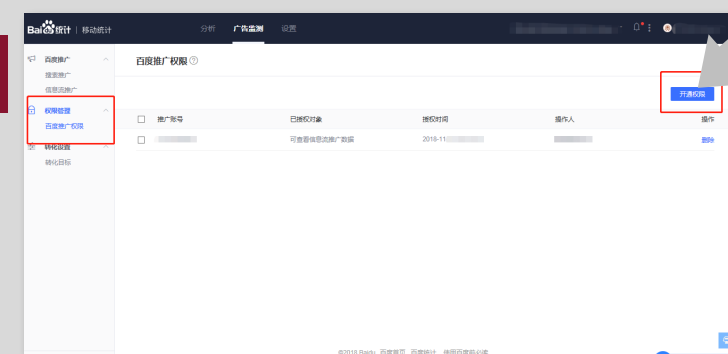 Bai统计 | 移动统计
分析
广告监测
设置
百度推广
搜索推广
信息流推广
权限管理
百度推广权限
转化设置
转化目标
百度推广权限
开通权限
推广账号
已授权对象
授权时间
操作人
操作
可查看信息流推广数据
2018-11
删除
©2018 Baidu 百度首页 百度统计 使用百度前必读